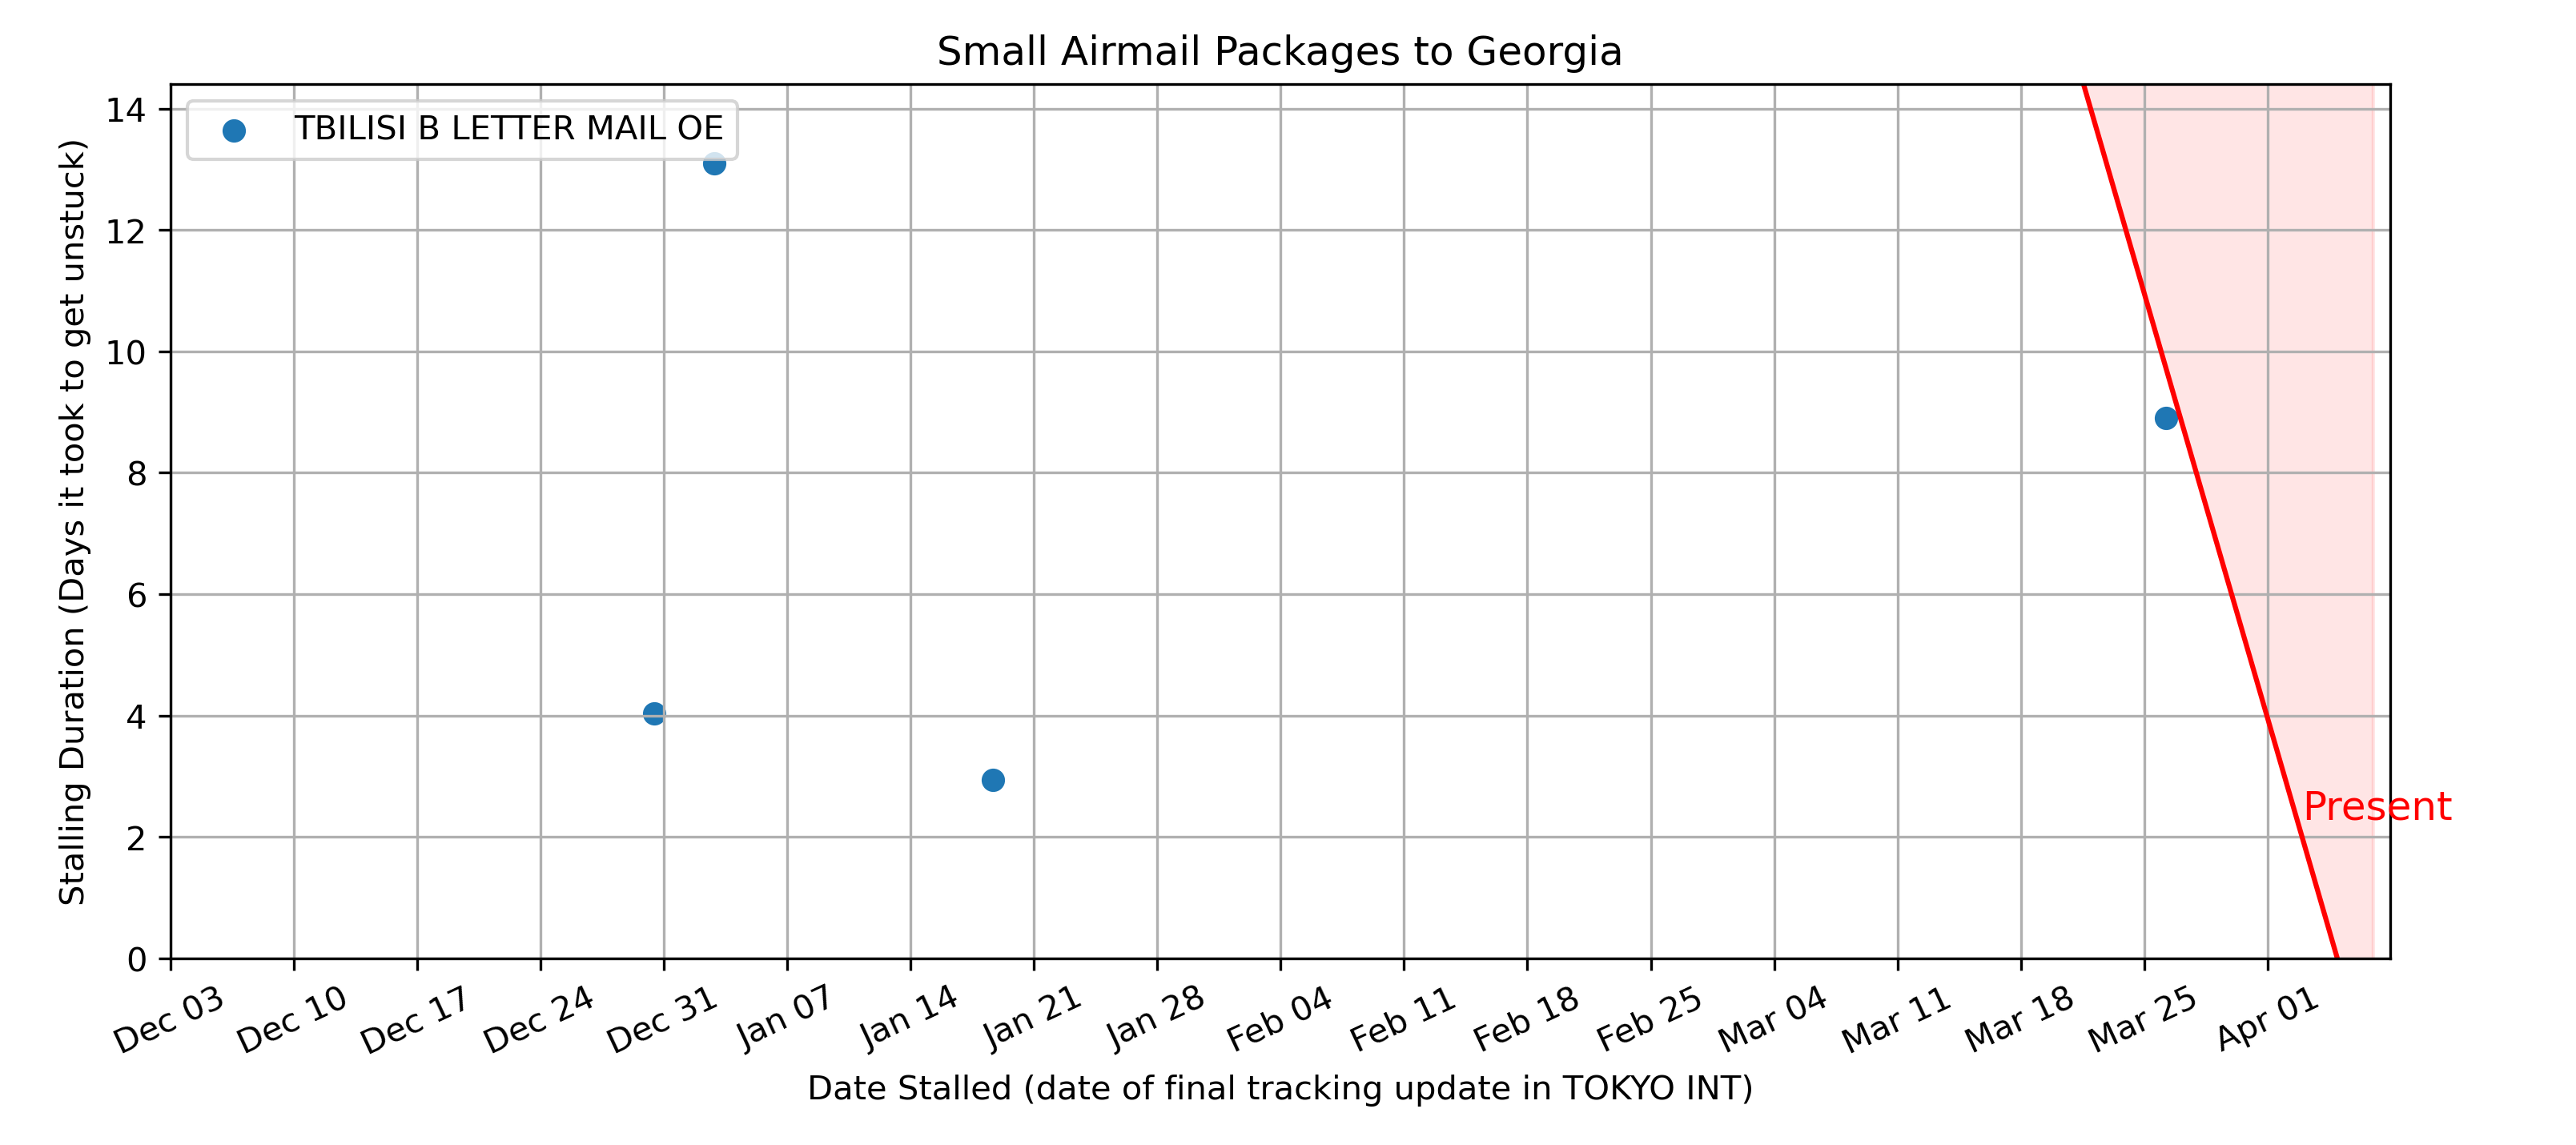 Small Airmail Packages to Georgia
TBILISI B LETTER MAIL OE
Stalling Duration (Days it took to get unstuck)
14
12
10
8
6
4
2
0
Present
Dec 03
Dec 10
Dec 17
Dec 24
Dec 31
Jan 07
Jan 14
Jan 21
Jan 28
Feb 04
Feb 11
Feb 18
Feb 25
Mar 04
Mar 11
Mar 18
Mar 25
Apr 01
Date Stalled (date of final tracking update in TOKYO INT)